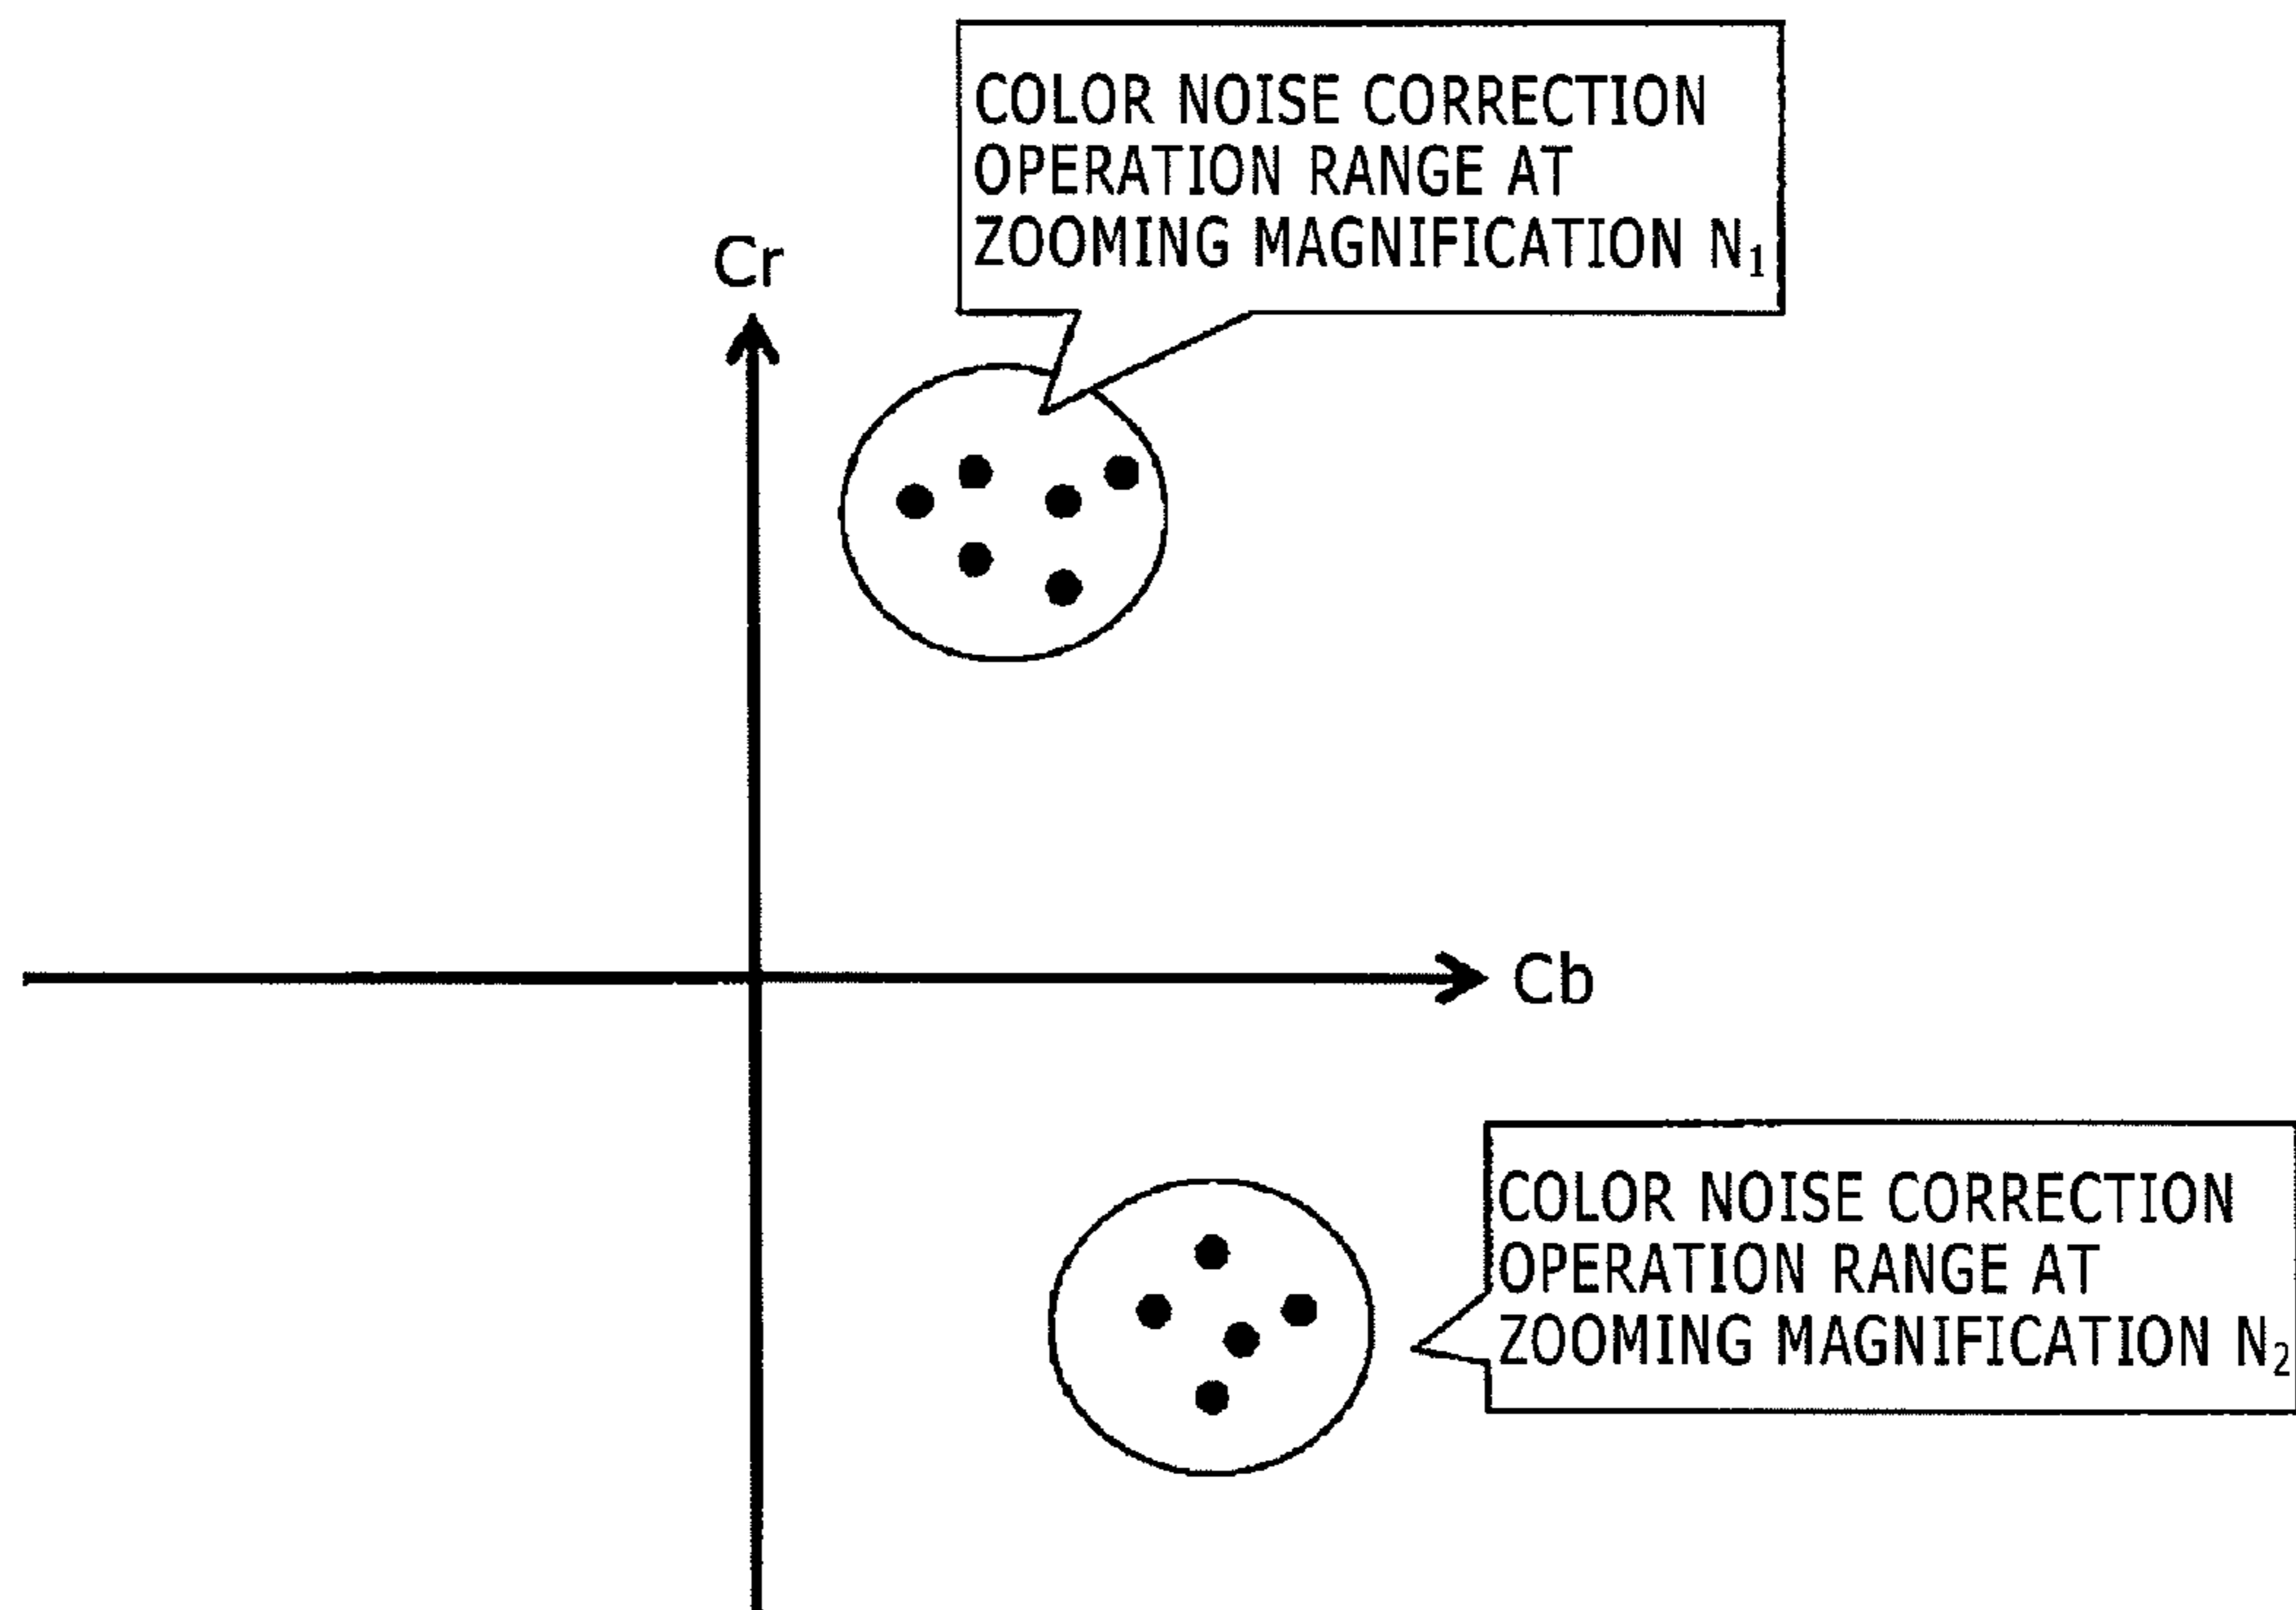 COLOR NOISE CORRECTION
OPERATION RANGE AT
ZOOMING MAGNIFICATION N₁
Cr
Cb
COLOR NOISE CORRECTION
OPERATION RANGE AT
ZOOMING MAGNIFICATION N₂